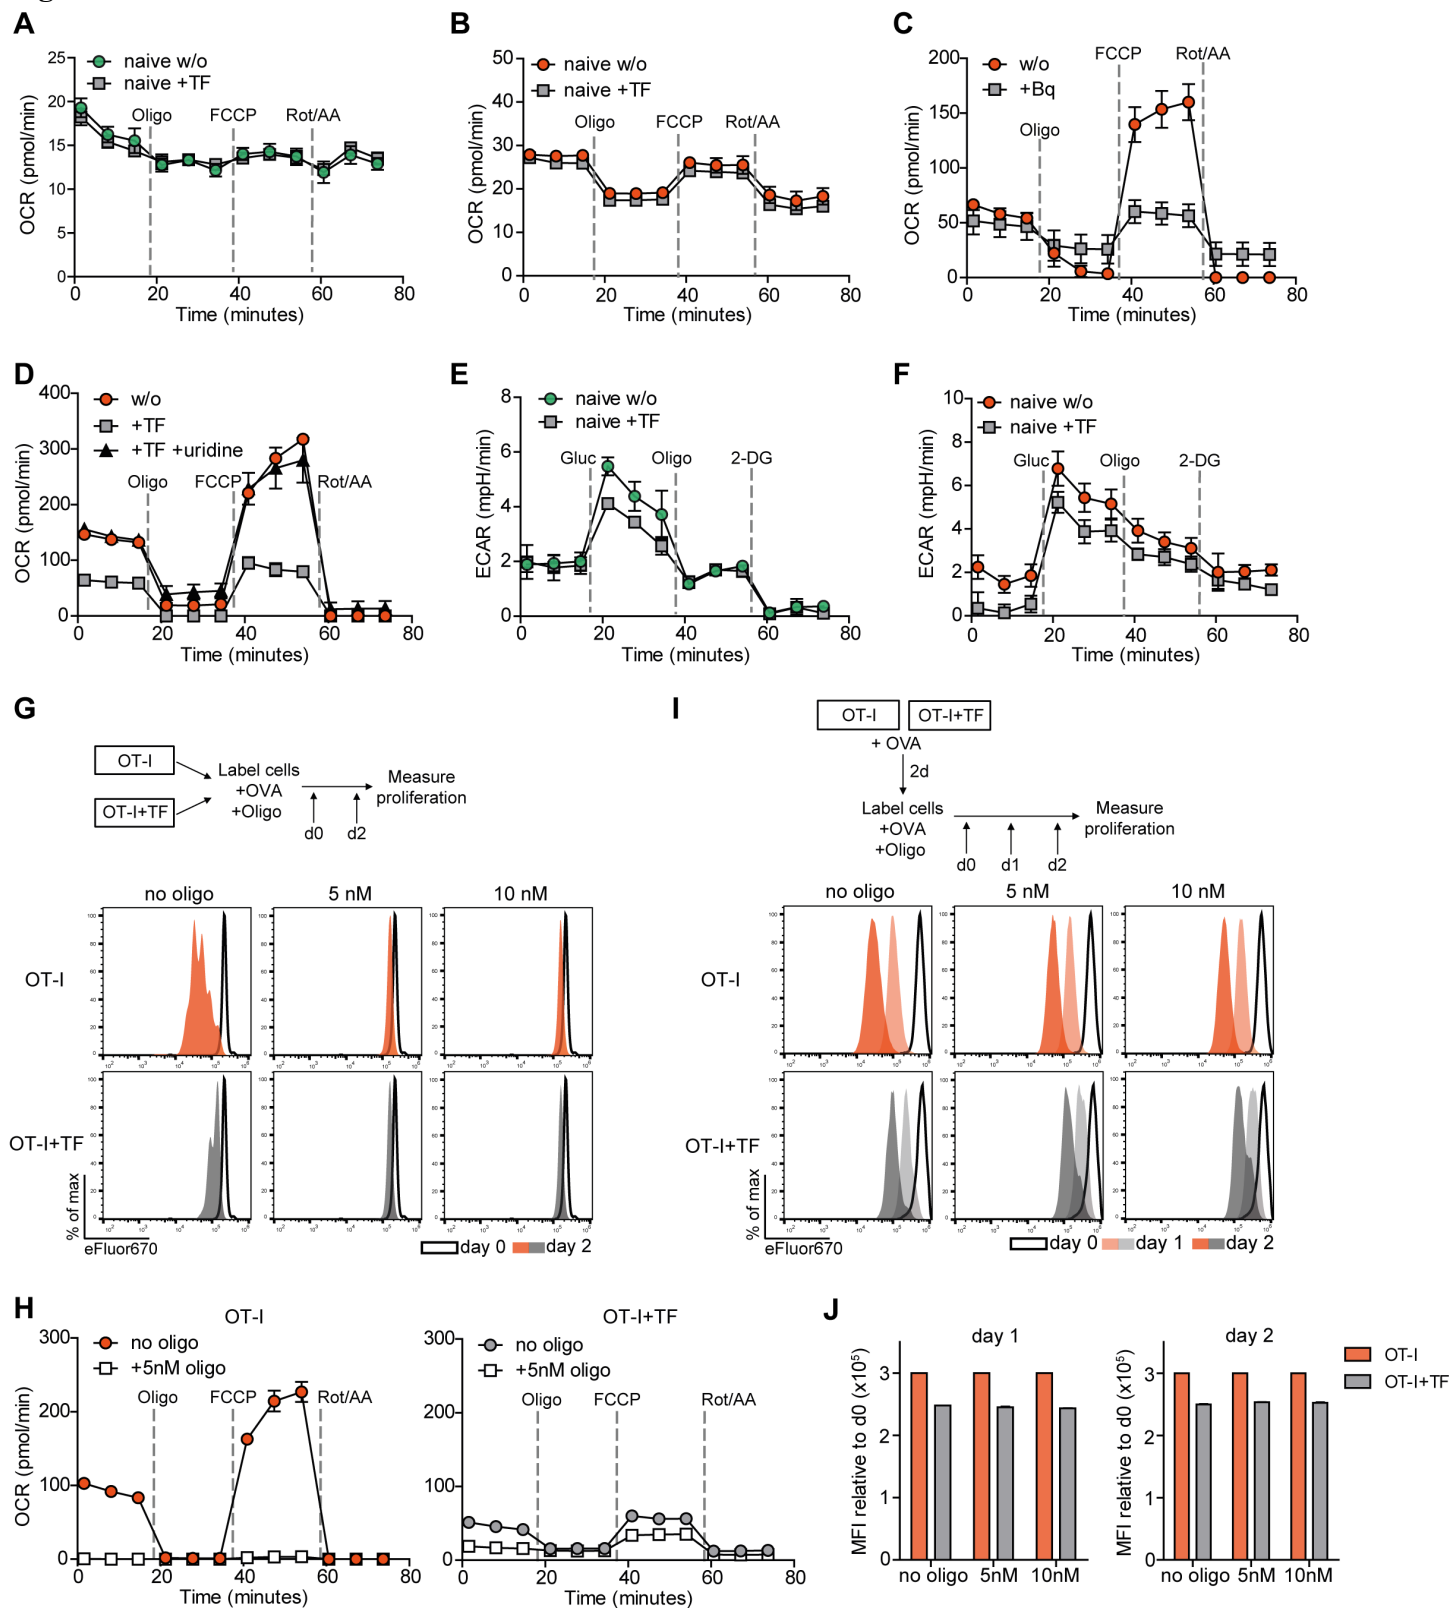 A
OCR (pmol/min)
25
20
15
10
5
0
naive w/o
naive +TF
Oligo
FCCP
Rot/AA
0 20 40 60 80
Time (minutes)
B
OCR (pmol/min)
50
40
30
20
10
0
naive w/o
naive +TF
Oligo
FCCP
Rot/AA
0 20 40 60 80
Time (minutes)
C
OCR (pmol/min)
200
150
100
50
0
w/o
+Bq
Oligo
FCCP
Rot/AA
0 20 40 60 80
Time (minutes)
D
OCR (pmol/min)
400
300
200
100
0
w/o
+TF
+TF +uridine
Oligo
FCCP
Rot/AA
0 20 40 60 80
Time (minutes)
E
ECAR (mpH/min)
8
6
4
2
0
naive w/o
naive +TF
Gluc
Oligo
2-DG
0 20 40 60 80
Time (minutes)
F
ECAR (mpH/min)
10
8
6
4
2
0
naive w/o
naive +TF
Gluc
Oligo
2-DG
0 20 40 60 80
Time (minutes)
G
OT-I
OT-I+TF
Label cells
+OVA
+Oligo
d0
d2
Measure
proliferation
no oligo
5 nM
10 nM
OT-I
OT-I+TF
% of max
eFluor670
day 0
day 2
I
OT-I
OT-I+TF
+ OVA
2d
Label cells
+OVA
+Oligo
d0
d1
d2
Measure
proliferation
no oligo
5 nM
10 nM
OT-I
OT-I+TF
% of max
eFluor670
day 0
day 1
day 2
H
OT-I
OCR (pmol/min)
300
200
100
0
no oligo
+5nM oligo
Oligo
FCCP
Rot/AA
0 20 40 60 80
Time (minutes)
OT-I+TF
300
200
100
0
no oligo
+5nM oligo
Oligo
FCCP
Rot/AA
0 20 40 60 80
Time (minutes)
J
day 1
MFI relative to d0 (x10⁵)
3
2
1
0
no oligo 5nM 10nM
day 2
MFI relative to d0 (x10⁵)
3
2
1
0
no oligo 5nM 10nM
OT-I
OT-I+TF